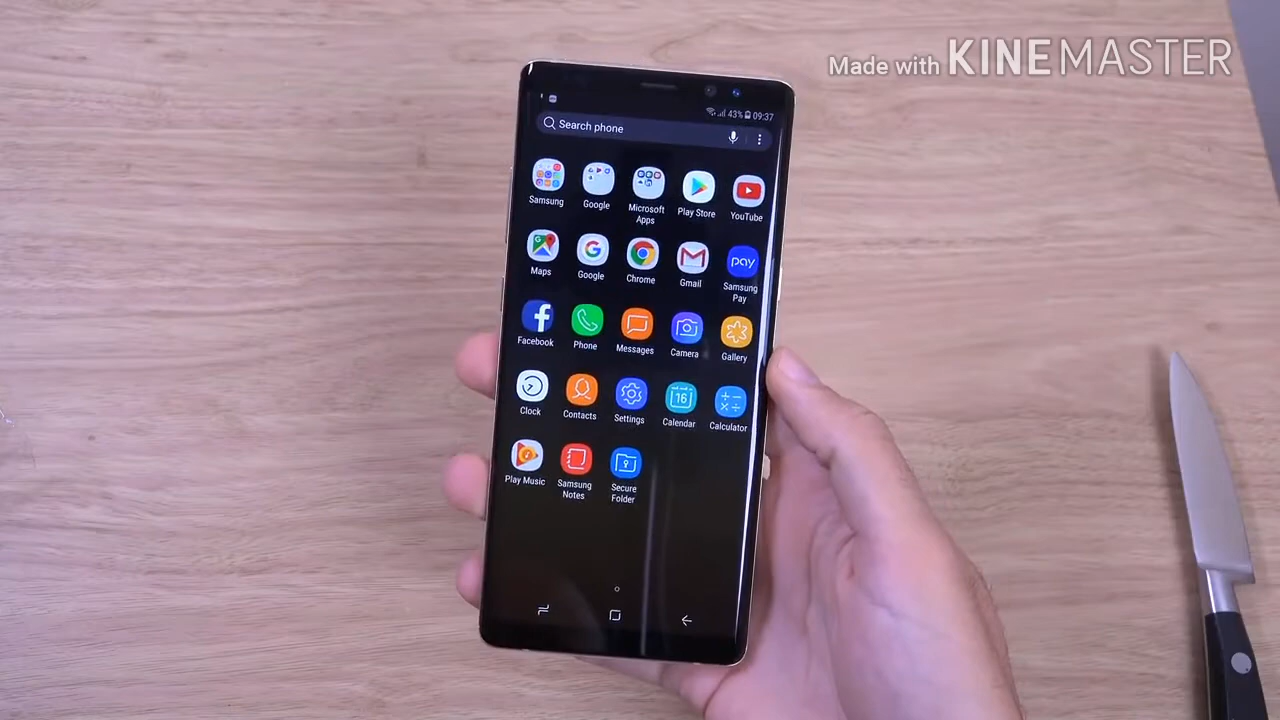 Made with KINEMASTER
43% 09:37
Search phone
Samsung
Google
Microsoft
Apps
Play Store
YouTube
Maps
Google
Chrome
Gmail
pay
Samsung
Pay
Facebook
Phone
Messages
Camera
Gallery
Clock
Contacts
Settings
16
Calendar
Calculator
Play Music
Samsung
Notes
Secure
Folder